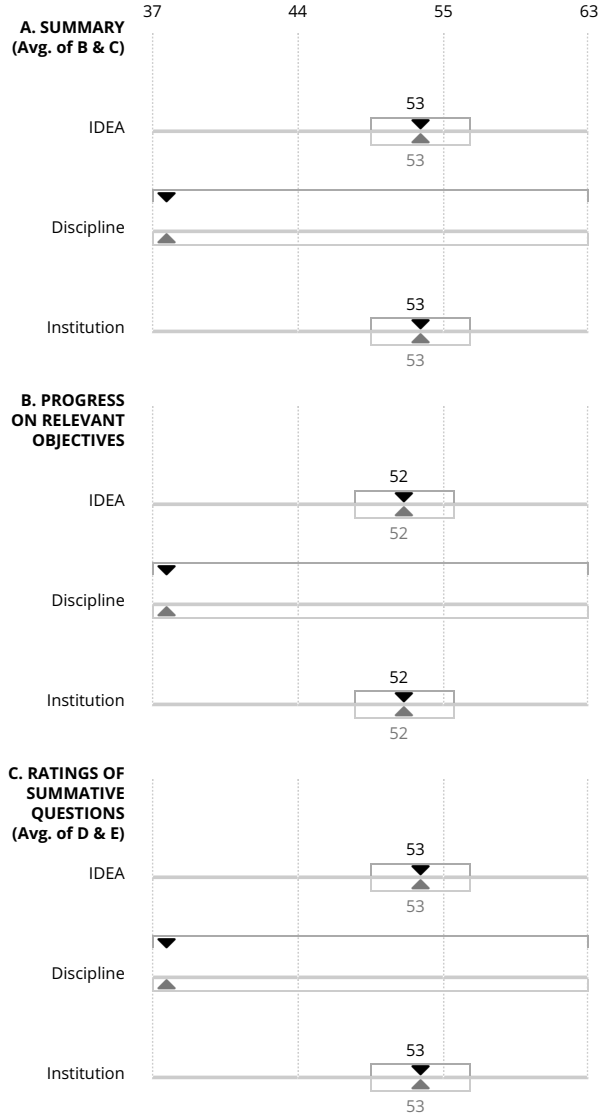 37 44 55 63
A. SUMMARY
(Avg. of B & C)
53
IDEA
53
Discipline
53
Institution
53
B. PROGRESS
ON RELEVANT
OBJECTIVES
52
IDEA
52
Discipline
52
Institution
52
C. RATINGS OF
SUMMATIVE
QUESTIONS
(Avg. of D & E)
53
IDEA
53
Discipline
53
Institution
53